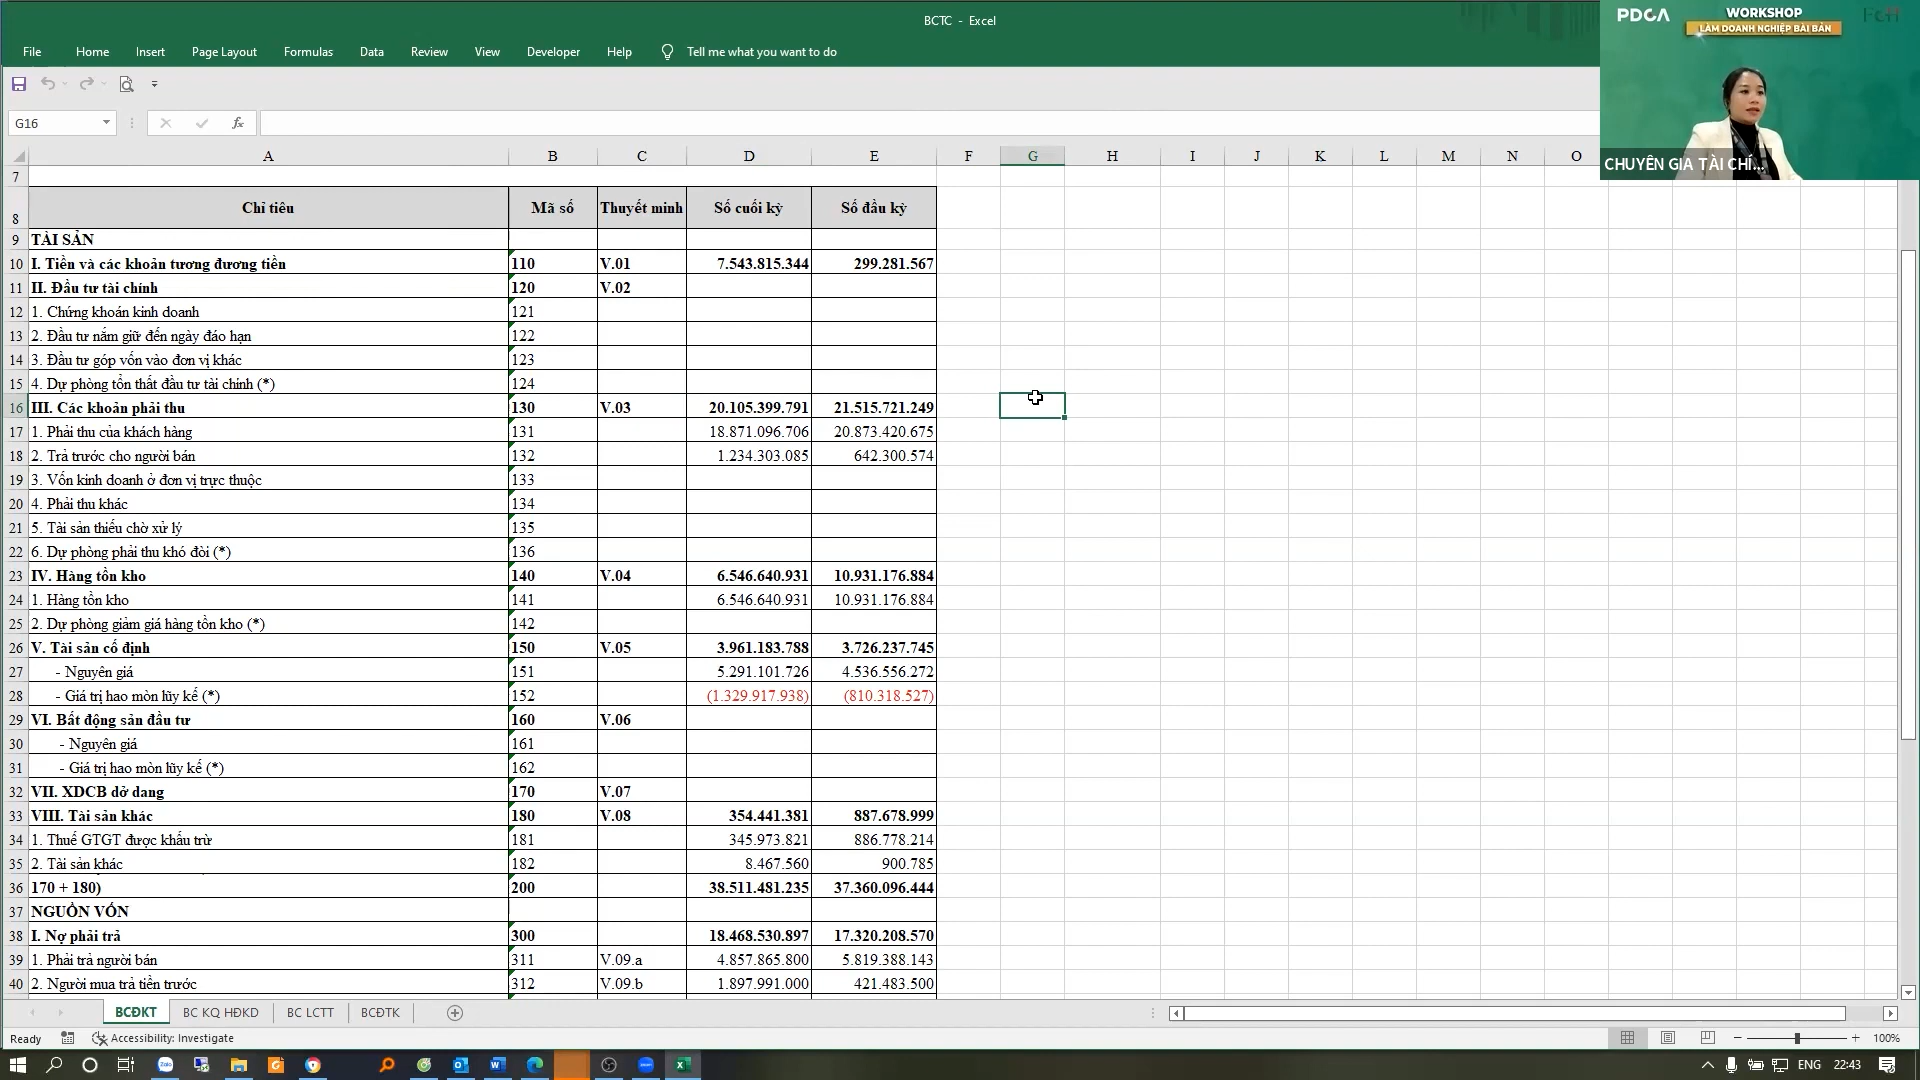 BCTC - Excel
PDCA
WORKSHOP
LÀM DOANH NGHIỆP BÀI BẢN
CHUYÊN GIA TÀI CHÍ...
File Home Insert Page Layout Formulas Data Review View Developer Help Tell me what you want to do
G16 fx
A B C D E F G H I J K L M N O
7
8 Chỉ tiêu Mã số Thuyết minh Số cuối kỳ Số đầu kỳ
9 TÀI SẢN
10 I. Tiền và các khoản tương đương tiền 110 V.01 7.543.815.344 299.281.567
11 II. Đầu tư tài chính 120 V.02
12 1. Chứng khoán kinh doanh 121
13 2. Đầu tư nắm giữ đến ngày đáo hạn 122
14 3. Đầu tư góp vốn vào đơn vị khác 123
15 4. Dự phòng tổn thất đầu tư tài chính (*) 124
16 III. Các khoản phải thu 130 V.03 20.105.399.791 21.515.721.249
17 1. Phải thu của khách hàng 131 18.871.096.706 20.873.420.675
18 2. Trả trước cho người bán 132 1.234.303.085 642.300.574
19 3. Vốn kinh doanh ở đơn vị trực thuộc 133
20 4. Phải thu khác 134
21 5. Tài sản thiếu chờ xử lý 135
22 6. Dự phòng phải thu khó đòi (*) 136
23 IV. Hàng tồn kho 140 V.04 6.546.640.931 10.931.176.884
24 1. Hàng tồn kho 141 6.546.640.931 10.931.176.884
25 2. Dự phòng giảm giá hàng tồn kho (*) 142
26 V. Tài sản cố định 150 V.05 3.961.183.788 3.726.237.745
27 - Nguyên giá 151 5.291.101.726 4.536.556.272
28 - Giá trị hao mòn lũy kế (*) 152 (1.329.917.938) (810.318.527)
29 VI. Bất động sản đầu tư 160 V.06
30 - Nguyên giá 161
31 - Giá trị hao mòn lũy kế (*) 162
32 VII. XDCB dở dang 170 V.07
33 VIII. Tài sản khác 180 V.08 354.441.381 887.678.999
34 1. Thuế GTGT được khấu trừ 181 345.973.821 886.778.214
35 2. Tài sản khác 182 8.467.560 900.785
36 170 + 180) 200 38.511.481.235 37.360.096.444
37 NGUỒN VỐN
38 I. Nợ phải trả 300 18.468.530.897 17.320.208.570
39 1. Phải trả người bán 311 V.09.a 4.857.865.800 5.819.388.143
40 2. Người mua trả tiền trước 312 V.09.b 1.897.991.000 421.483.500
BCĐKT BC KQ HĐKD BC LCTT BCĐTK
Ready Accessibility: Investigate 100%
ENG 22:43